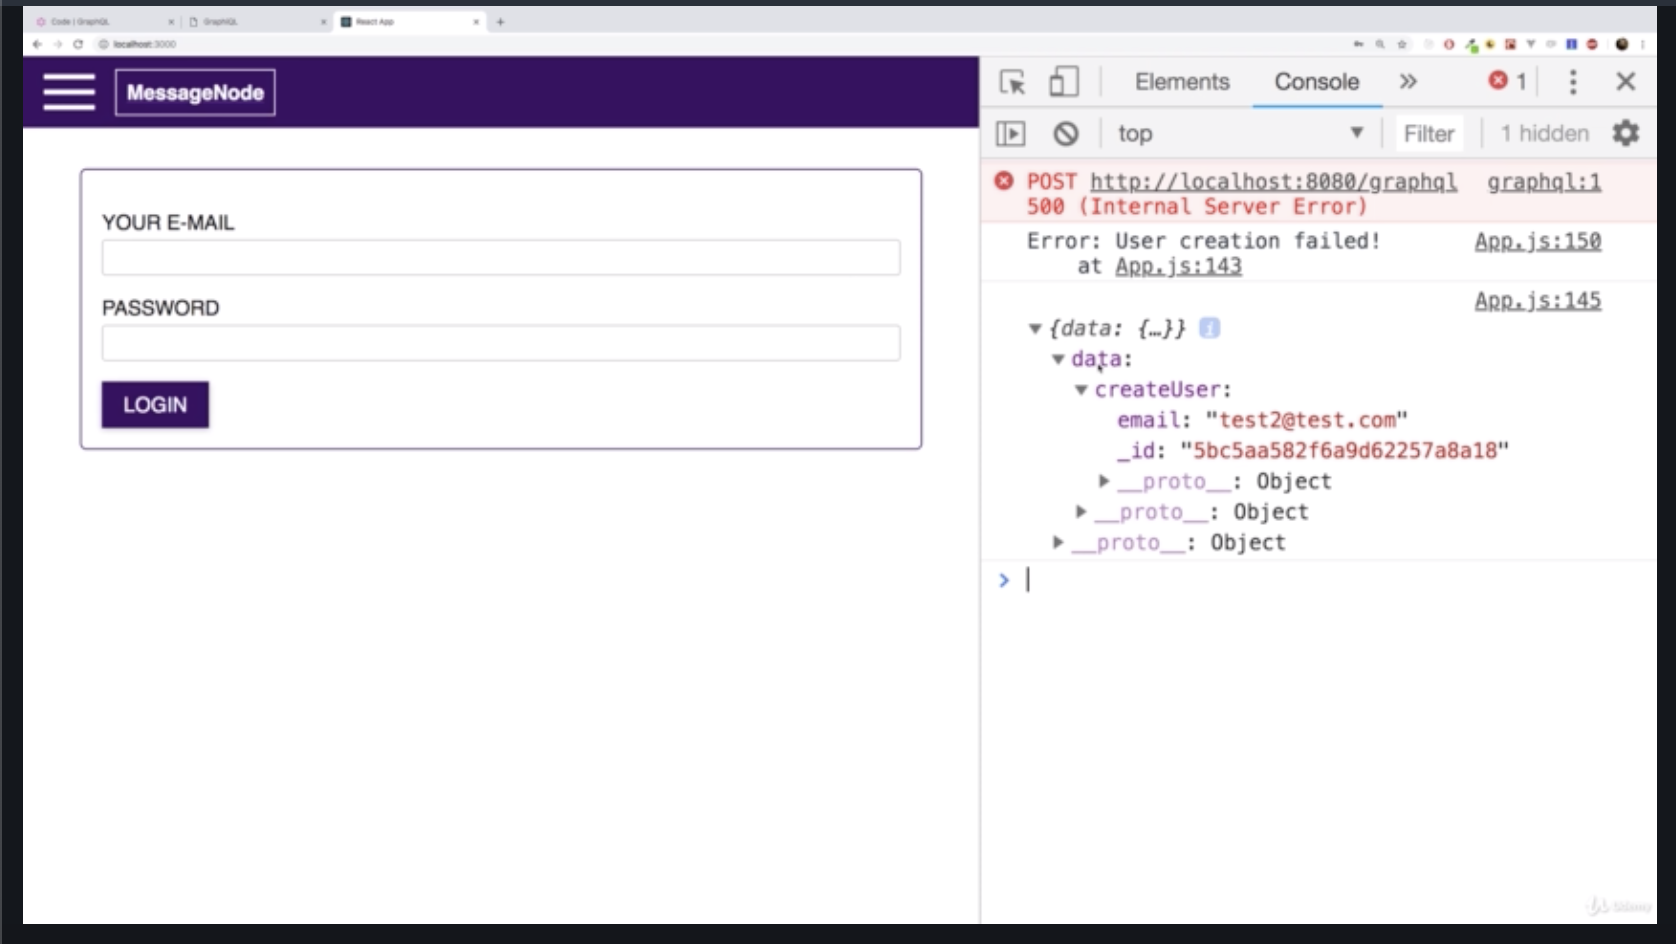 Code | GraphQL
GraphiQL
React App
localhost:3000
MessageNode
YOUR E-MAIL
PASSWORD
LOGIN
Elements
Console
1
top
Filter
1 hidden
POST http://localhost:8080/graphql graphql:1
500 (Internal Server Error)
Error: User creation failed! App.js:150
at App.js:143
App.js:145
{data: {…}} i
data:
createUser:
email: "test2@test.com"
_id: "5bc5aa582f6a9d62257a8a18"
__proto__: Object
__proto__: Object
__proto__: Object
Udemy